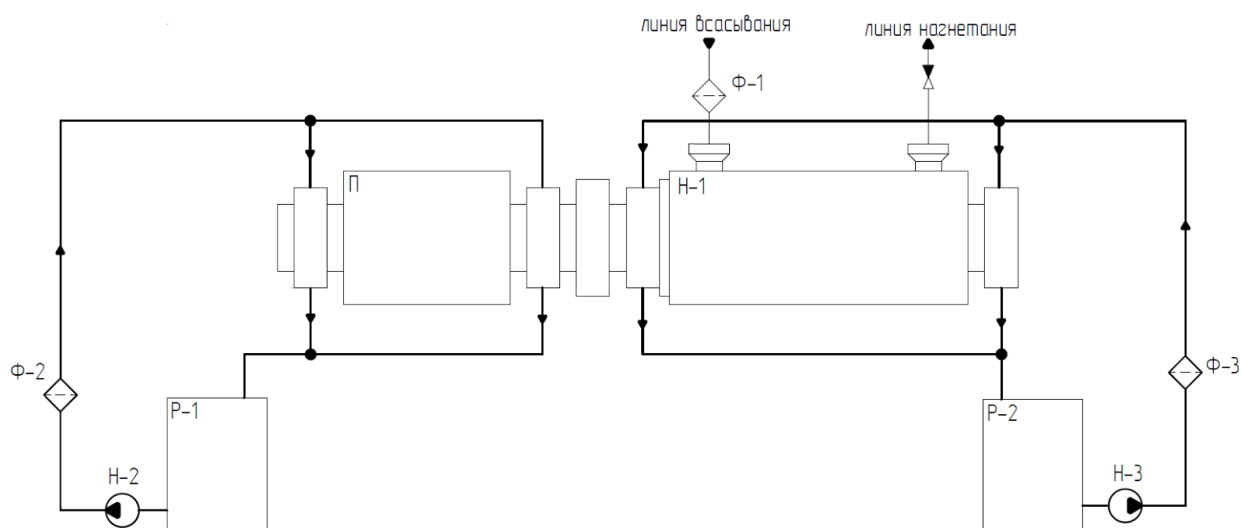 линия всасывания
линия нагнетания
Ф-1
П
Н-1
Ф-2
Ф-3
Р-1
Р-2
Н-2
Н-3